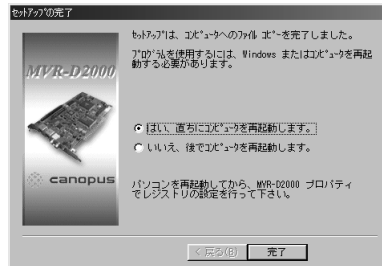 セットアップの完了
MVR-D2000
canopus
セットアップは、コンピュータへのファイル コピーを完了しました。
プログラムを使用するには、Windows またはコンピュータを再起
動する必要があります。
はい、直ちにコンピュータを再起動します。
いいえ、後でコンピュータを再起動します。
パソコンを再起動してから、MVR-D2000 プロパティ
でレジストリの設定を行って下さい。
< 戻る(B)
完了